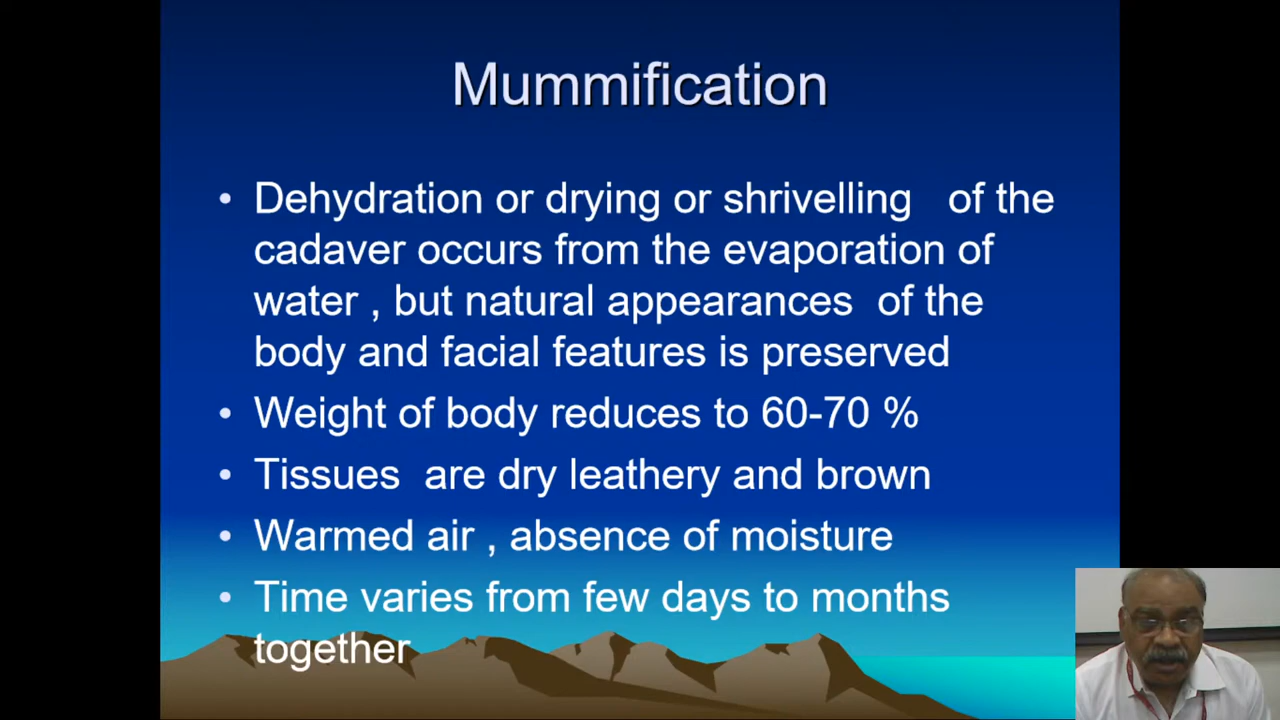 Mummification
• Dehydration or drying or shrivelling of the
cadaver occurs from the evaporation of
water , but natural appearances of the
body and facial features is preserved
• Weight of body reduces to 60-70 %
• Tissues are dry leathery and brown
• Warmed air , absence of moisture
• Time varies from few days to months
together